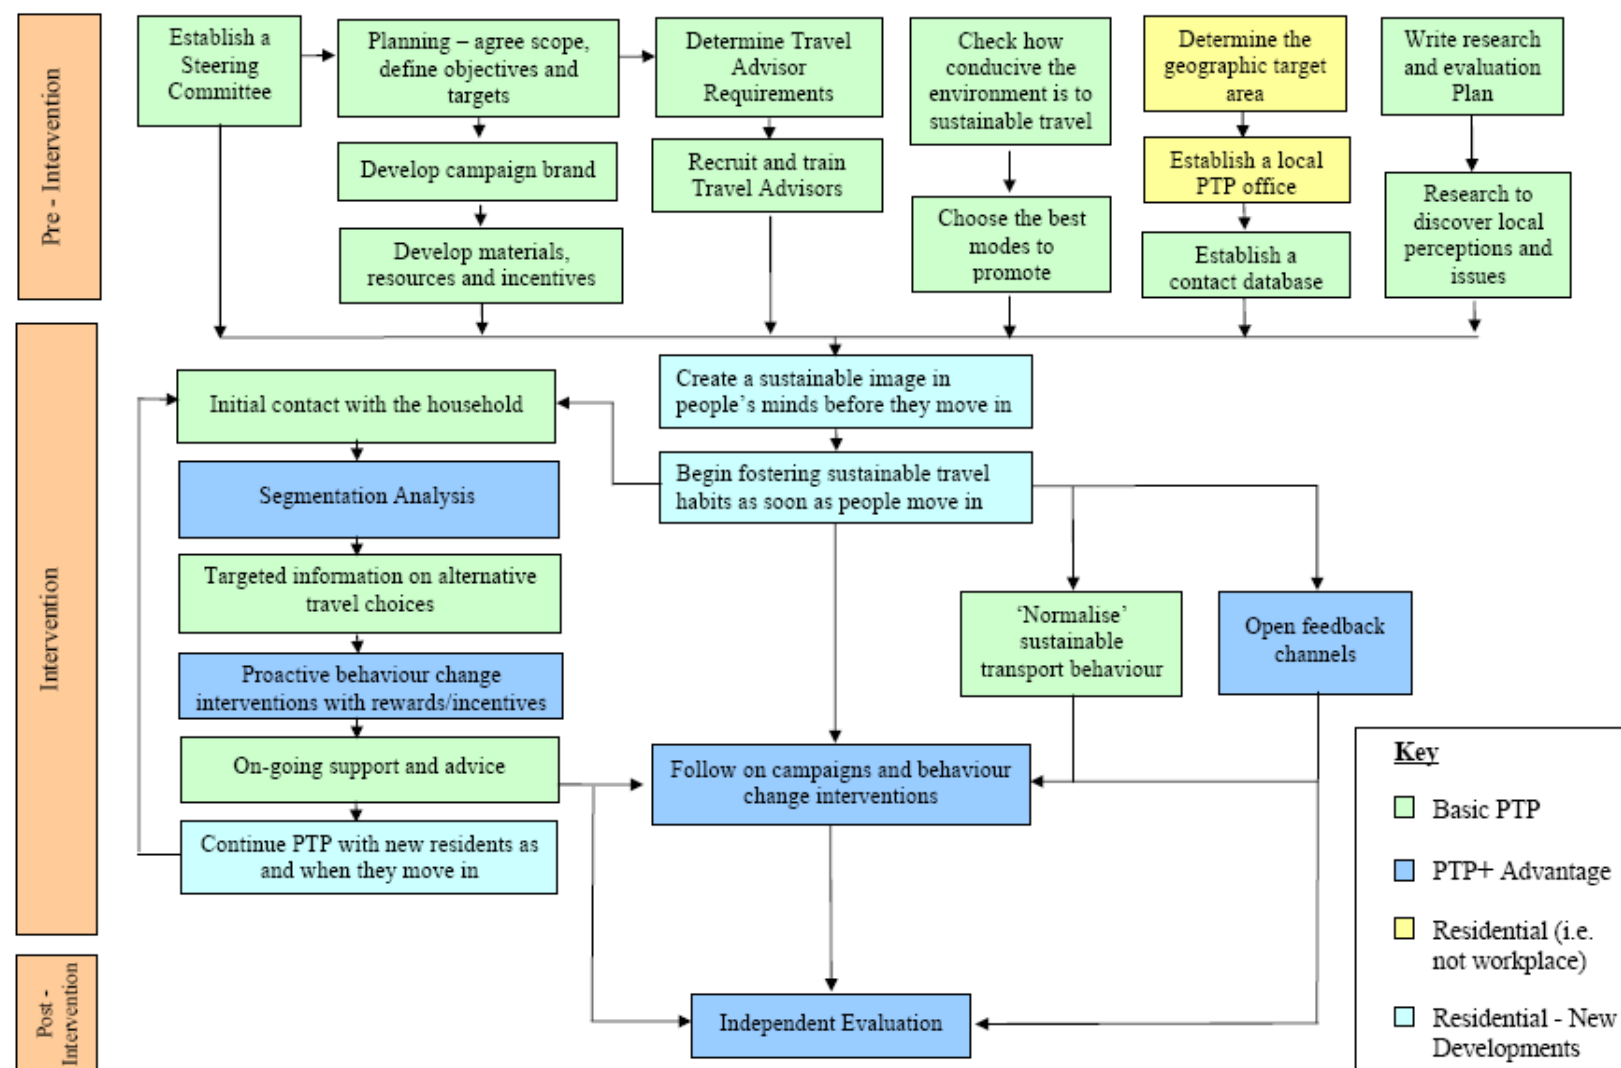 Pre - Intervention
Establish a
Steering
Committee
Planning – agree scope,
define objectives and
targets
Determine Travel
Advisor
Requirements
Check how
conducive the
environment is to
sustainable travel
Determine the
geographic target
area
Write research
and evaluation
Plan
Develop campaign brand
Recruit and train
Travel Advisors
Establish a local
PTP office
Develop materials,
resources and incentives
Choose the best
modes to
promote
Establish a
contact database
Research to
discover local
perceptions and
issues
Intervention
Create a sustainable image in
people’s minds before they move in
Initial contact with the household
Begin fostering sustainable travel
habits as soon as people move in
Segmentation Analysis
Targeted information on alternative
travel choices
‘Normalise’
sustainable
transport behaviour
Open feedback
channels
Proactive behaviour change
interventions with rewards/incentives
On-going support and advice
Follow on campaigns and behaviour
change interventions
Continue PTP with new residents as
and when they move in
Post -
Intervention
Independent Evaluation
Key
Basic PTP
PTP+ Advantage
Residential (i.e.
not workplace)
Residential - New
Developments